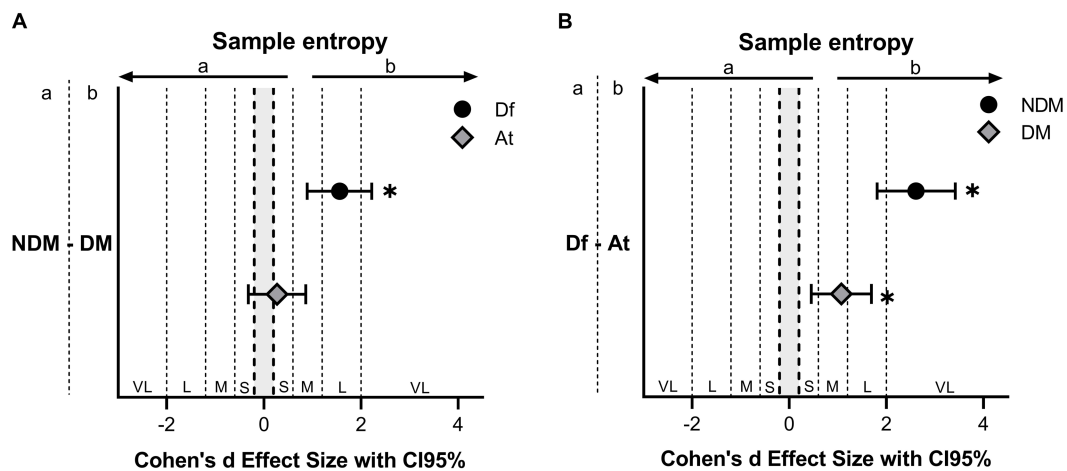 A
Sample entropy
a b
a b
Df
At
NDM - DM
VL L M S S M L VL
-2 0 2 4
Cohen's d Effect Size with CI95%
B
Sample entropy
a b
a b
NDM
DM
Df - At
VL L M S S M L VL
-2 0 2 4
Cohen's d Effect Size with CI95%